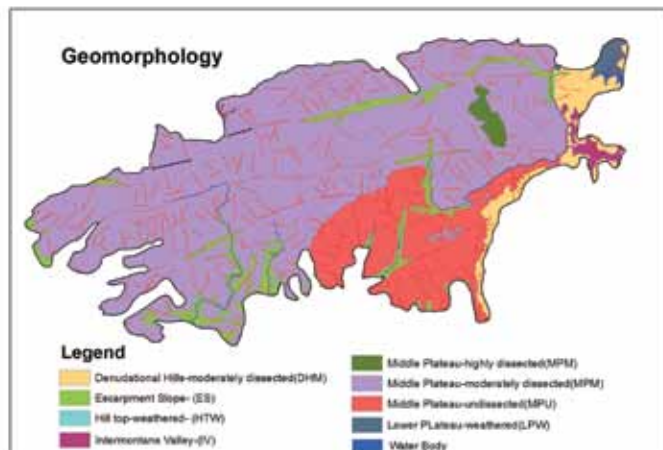 Geomorphology
Legend
Denudational Hills-moderately dissected(DHM)
Escarpment Slope- (ES)
Hill top-weathered- (HTW)
Intermontane Valley-(IV)
Middle Plateau-highly dissected(MPM)
Middle Plateau-moderately dissected(MPM)
Middle Plateau-undissected(MPU)
Lower PLateau-weathered(LPW)
Water Body